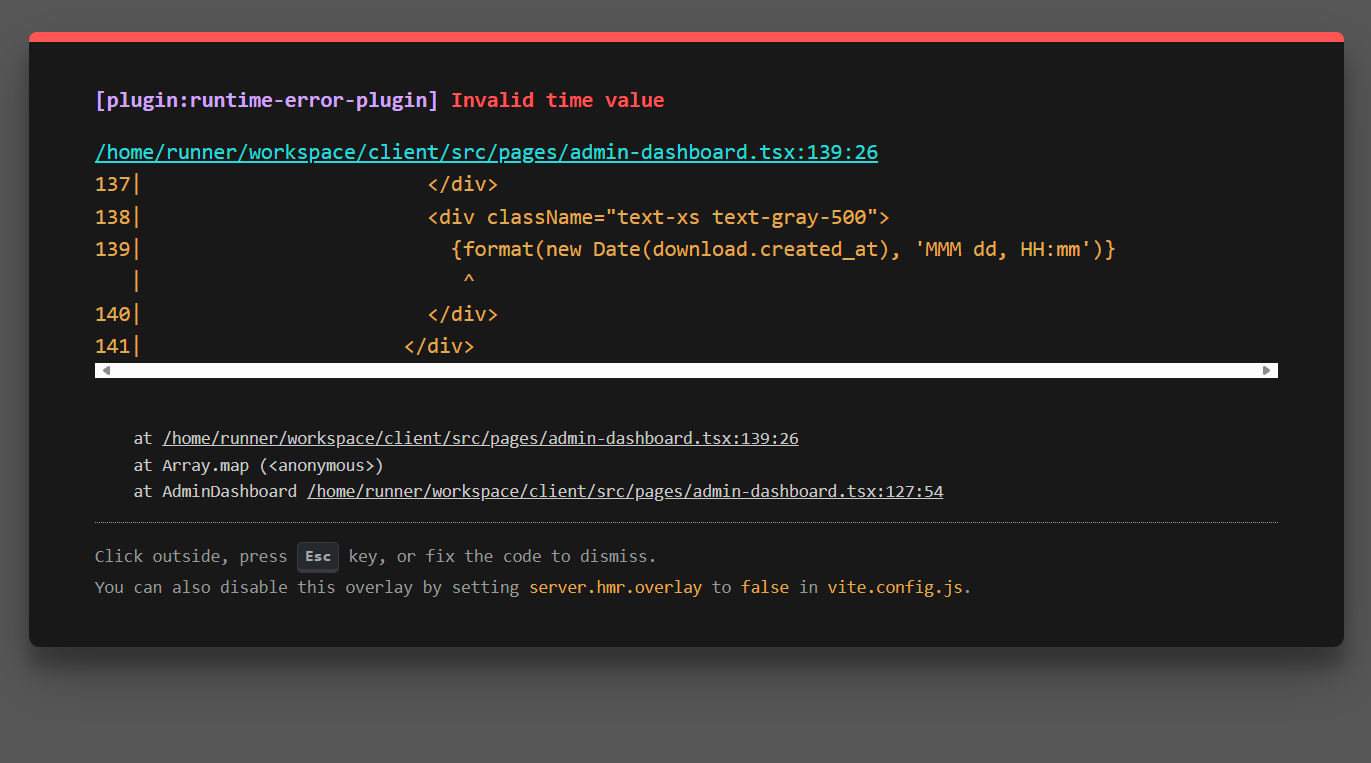 [plugin:runtime-error-plugin] Invalid time value
/home/runner/workspace/client/src/pages/admin-dashboard.tsx:139:26
137|                        </div>
138|                        <div className="text-xs text-gray-500">
139|                          {format(new Date(download.created_at), 'MMM dd, HH:mm')}
   |                           ^
140|                        </div>
141|                      </div>
at /home/runner/workspace/client/src/pages/admin-dashboard.tsx:139:26
at Array.map (<anonymous>)
at AdminDashboard /home/runner/workspace/client/src/pages/admin-dashboard.tsx:127:54
Click outside, press Esc key, or fix the code to dismiss.
You can also disable this overlay by setting server.hmr.overlay to false in vite.config.js.